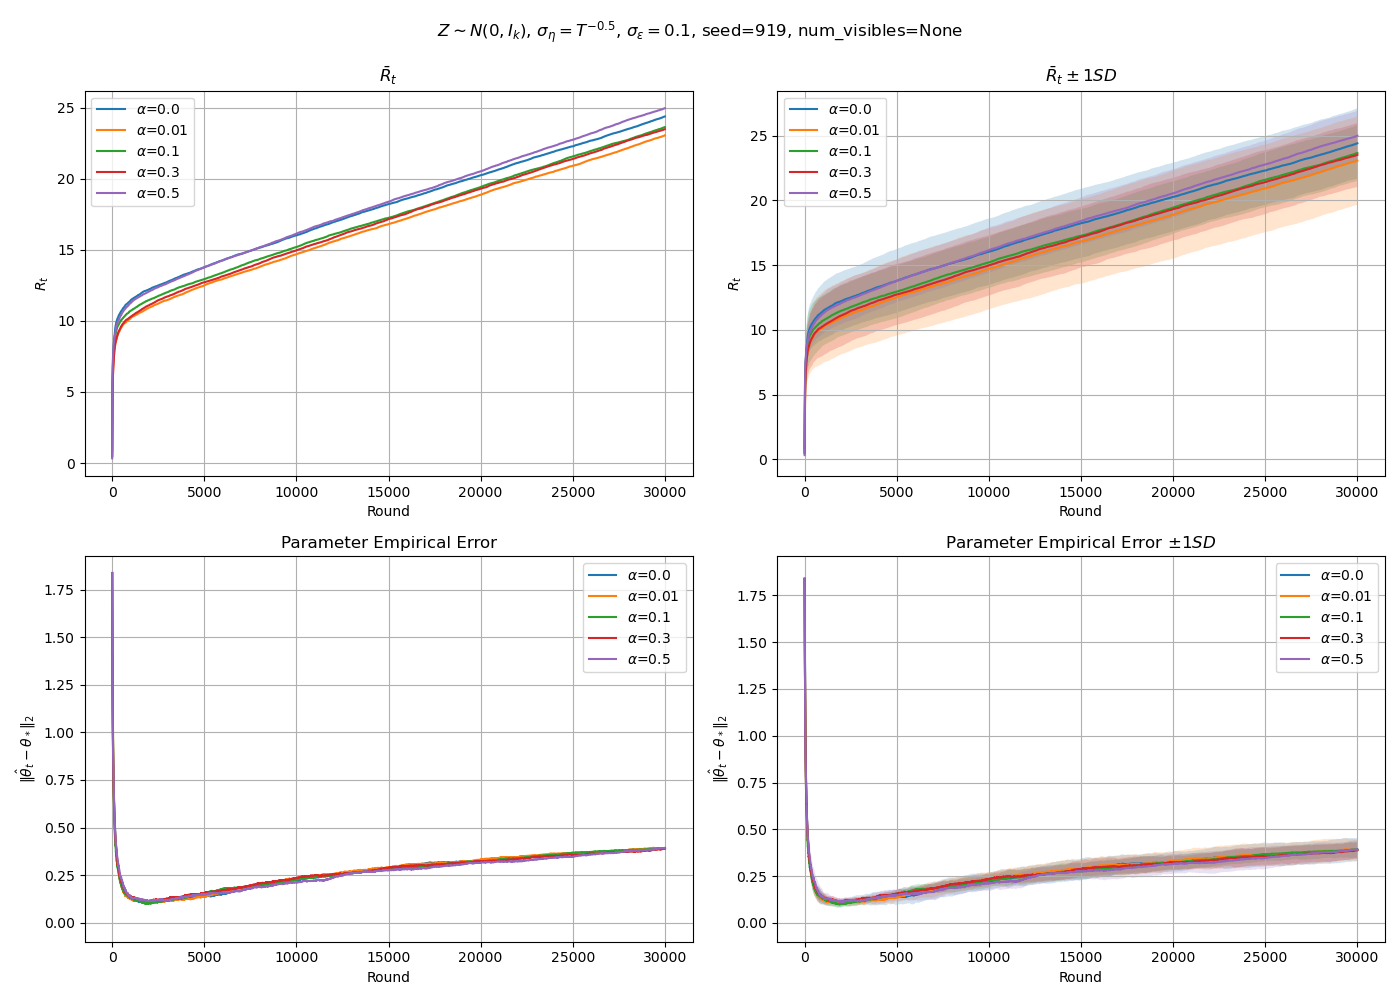 Z ~ N(0, I_k), σ_η = T^{-0.5}, σ_ε = 0.1, seed=919, num_visibles=None
R̄_t
R_t
25
20
15
10
5
0
α=0.0
α=0.01
α=0.1
α=0.3
α=0.5
0 5000 10000 15000 20000 25000 30000
Round
R̄_t ± 1SD
R_t
25
20
15
10
5
0
α=0.0
α=0.01
α=0.1
α=0.3
α=0.5
0 5000 10000 15000 20000 25000 30000
Round
Parameter Empirical Error
‖θ̂_t − θ_*‖_2
1.75
1.50
1.25
1.00
0.75
0.50
0.25
0.00
α=0.0
α=0.01
α=0.1
α=0.3
α=0.5
0 5000 10000 15000 20000 25000 30000
Round
Parameter Empirical Error ±1SD
‖θ̂_t − θ_*‖_2
1.75
1.50
1.25
1.00
0.75
0.50
0.25
0.00
α=0.0
α=0.01
α=0.1
α=0.3
α=0.5
0 5000 10000 15000 20000 25000 30000
Round